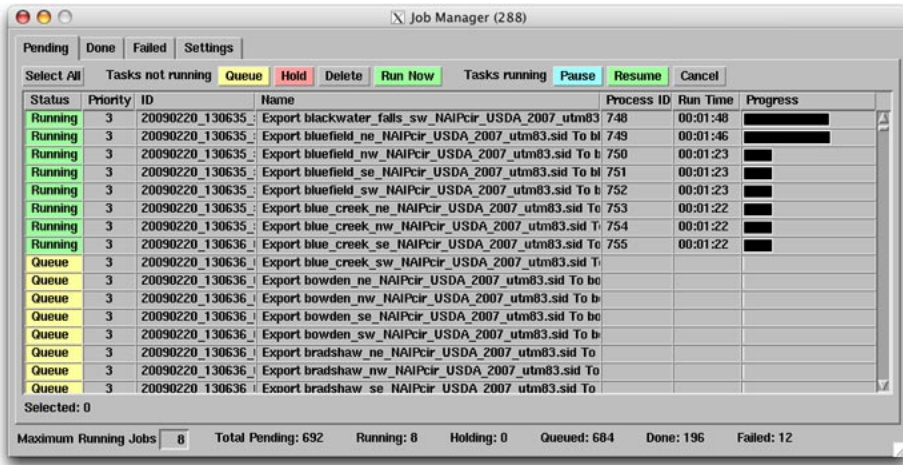 Job Manager (288)
Pending Done Failed Settings
Select All Tasks not running Queue Hold Delete Run Now Tasks running Pause Resume Cancel
Status Priority ID Name Process ID Run Time Progress
Running 3 20090220_130635_ Export blackwater_falls_sw_NAIPcir_USDA_2007_utm83 748 00:01:48
Running 3 20090220_130635_ Export bluefield_ne_NAIPcir_USDA_2007_utm83.sid To bl 749 00:01:46
Running 3 20090220_130635_ Export bluefield_nw_NAIPcir_USDA_2007_utm83.sid To b 750 00:01:23
Running 3 20090220_130635_ Export bluefield_se_NAIPcir_USDA_2007_utm83.sid To bl 751 00:01:23
Running 3 20090220_130635_ Export bluefield_sw_NAIPcir_USDA_2007_utm83.sid To b 752 00:01:23
Running 3 20090220_130635_ Export blue_creek_ne_NAIPcir_USDA_2007_utm83.sid To 753 00:01:22
Running 3 20090220_130635_ Export blue_creek_nw_NAIPcir_USDA_2007_utm83.sid T 754 00:01:22
Running 3 20090220_130636_ Export blue_creek_se_NAIPcir_USDA_2007_utm83.sid To 755 00:01:22
Queue 3 20090220_130636_ Export blue_creek_sw_NAIPcir_USDA_2007_utm83.sid T
Queue 3 20090220_130636_ Export bowden_ne_NAIPcir_USDA_2007_utm83.sid To bo
Queue 3 20090220_130636_ Export bowden_nw_NAIPcir_USDA_2007_utm83.sid To b
Queue 3 20090220_130636_ Export bowden_se_NAIPcir_USDA_2007_utm83.sid To bo
Queue 3 20090220_130636_ Export bowden_sw_NAIPcir_USDA_2007_utm83.sid To b
Queue 3 20090220_130636_ Export bradshaw_ne_NAIPcir_USDA_2007_utm83.sid To
Queue 3 20090220_130636_ Export bradshaw_nw_NAIPcir_USDA_2007_utm83.sid To
Queue 3 20090220_130636_ Export bradshaw_se_NAIPcir_USDA_2007_utm83.sid To
Selected: 0
Maximum Running Jobs 8 Total Pending: 692 Running: 8 Holding: 0 Queued: 684 Done: 196 Failed: 12